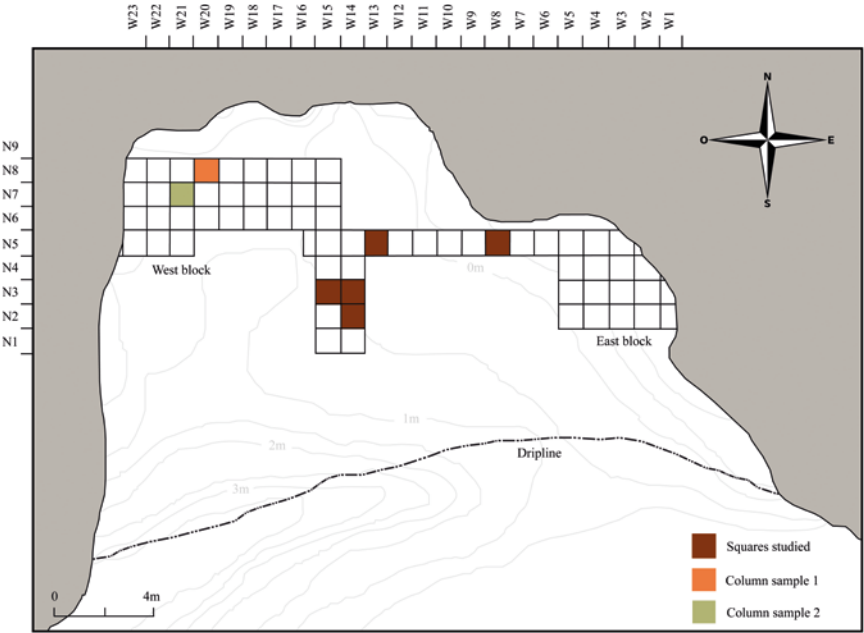 W23 W22 W21 W20 W19 W18 W17 W16 W15 W14 W13 W12 W11 W10 W9 W8 W7 W6 W5 W4 W3 W2 W1
N
O E
S
N9
N8
N7
N6
N5
N4
N3
N2
N1
West block
0m
East block
1m
2m
Dripline
3m
Squares studied
Column sample 1
Column sample 2
0 4m